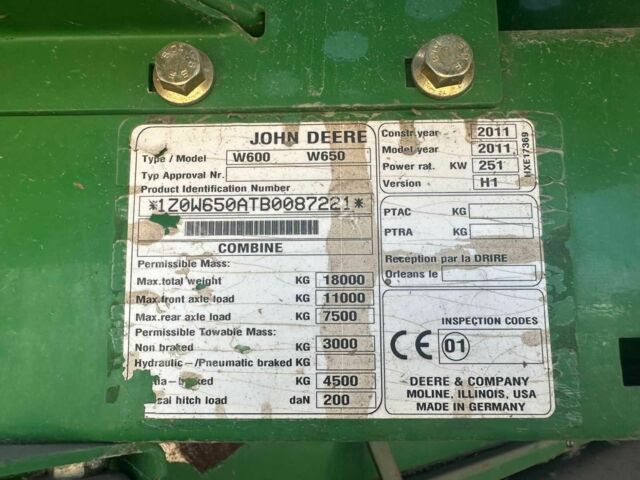 JOHN DEERE
Type / Model W600 W650
Typ Approval Nr.
Product Identification Number
*1Z0W650ATB0087221*
COMBINE
Permissible Mass:
Max.total weight KG 18000
Max.front axle load KG 11000
Max.rear axle load KG 7500
Permissible Towable Mass:
Non braked KG 3000
Hydraulic-/Pneumatic braked KG
KG 4500
hitch load daN 200
Constr.year 2011
Model year 2011
Power rat. KW 251
Version H1
HXE17369
PTAC KG
PTRA KG
Reception par la DRIRE
Orleans le
INSPECTION CODES
CE 01
DEERE & COMPANY
MOLINE, ILLINOIS, USA
MADE IN GERMANY